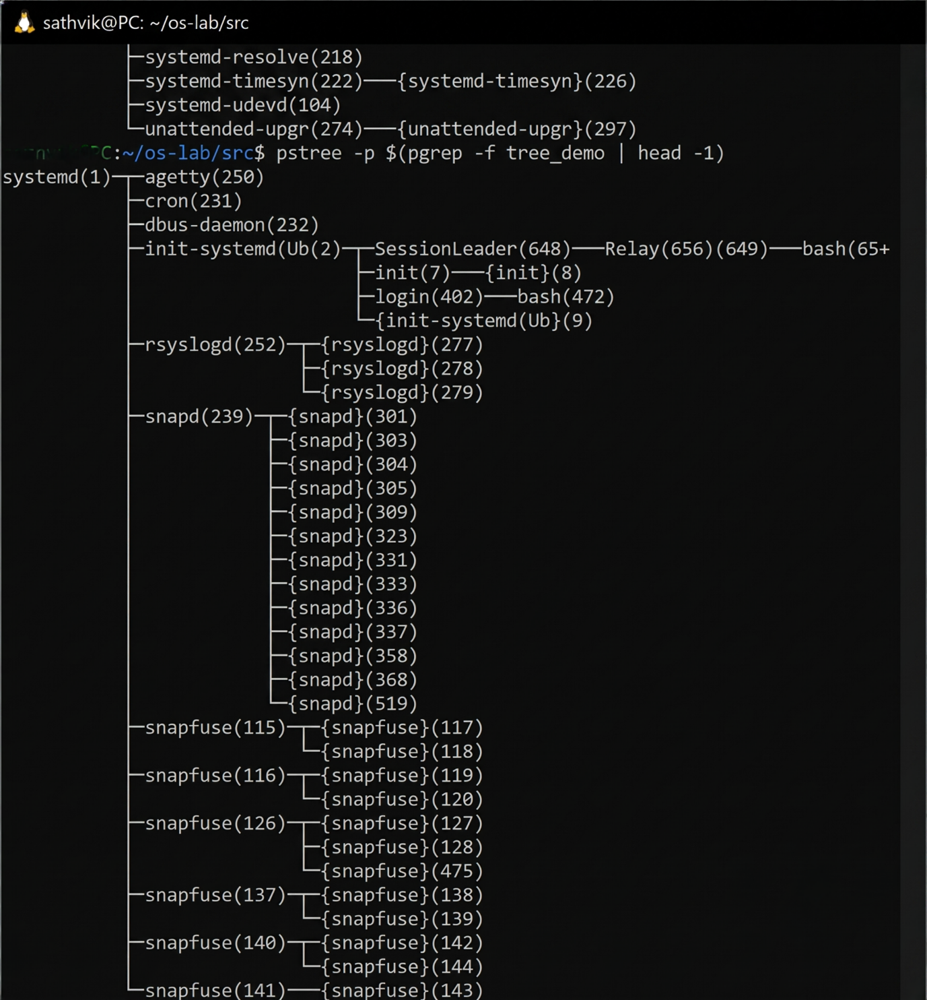 sathvik@PC: ~/os-lab/src
├─systemd-resolve(218)
├─systemd-timesyn(222)───{systemd-timesyn}(226)
├─systemd-udevd(104)
└─unattended-upgr(274)───{unattended-upgr}(297)
PC:~/os-lab/src$ pstree -p $(pgrep -f tree_demo | head -1)
systemd(1)─┬─agetty(250)
├─cron(231)
├─dbus-daemon(232)
├─init-systemd(Ub(2)─┬─SessionLeader(648)───Relay(656)(649)───bash(65+
├─init(7)───{init}(8)
├─login(402)───bash(472)
└─{init-systemd(Ub}(9)
├─rsyslogd(252)─┬─{rsyslogd}(277)
├─{rsyslogd}(278)
└─{rsyslogd}(279)
├─snapd(239)─┬─{snapd}(301)
├─{snapd}(303)
├─{snapd}(304)
├─{snapd}(305)
├─{snapd}(309)
├─{snapd}(323)
├─{snapd}(331)
├─{snapd}(333)
├─{snapd}(336)
├─{snapd}(337)
├─{snapd}(358)
├─{snapd}(368)
└─{snapd}(519)
├─snapfuse(115)─┬─{snapfuse}(117)
└─{snapfuse}(118)
├─snapfuse(116)─┬─{snapfuse}(119)
└─{snapfuse}(120)
├─snapfuse(126)─┬─{snapfuse}(127)
├─{snapfuse}(128)
└─{snapfuse}(475)
├─snapfuse(137)─┬─{snapfuse}(138)
└─{snapfuse}(139)
├─snapfuse(140)─┬─{snapfuse}(142)
└─{snapfuse}(144)
└─snapfuse(141)───{snapfuse}(143)